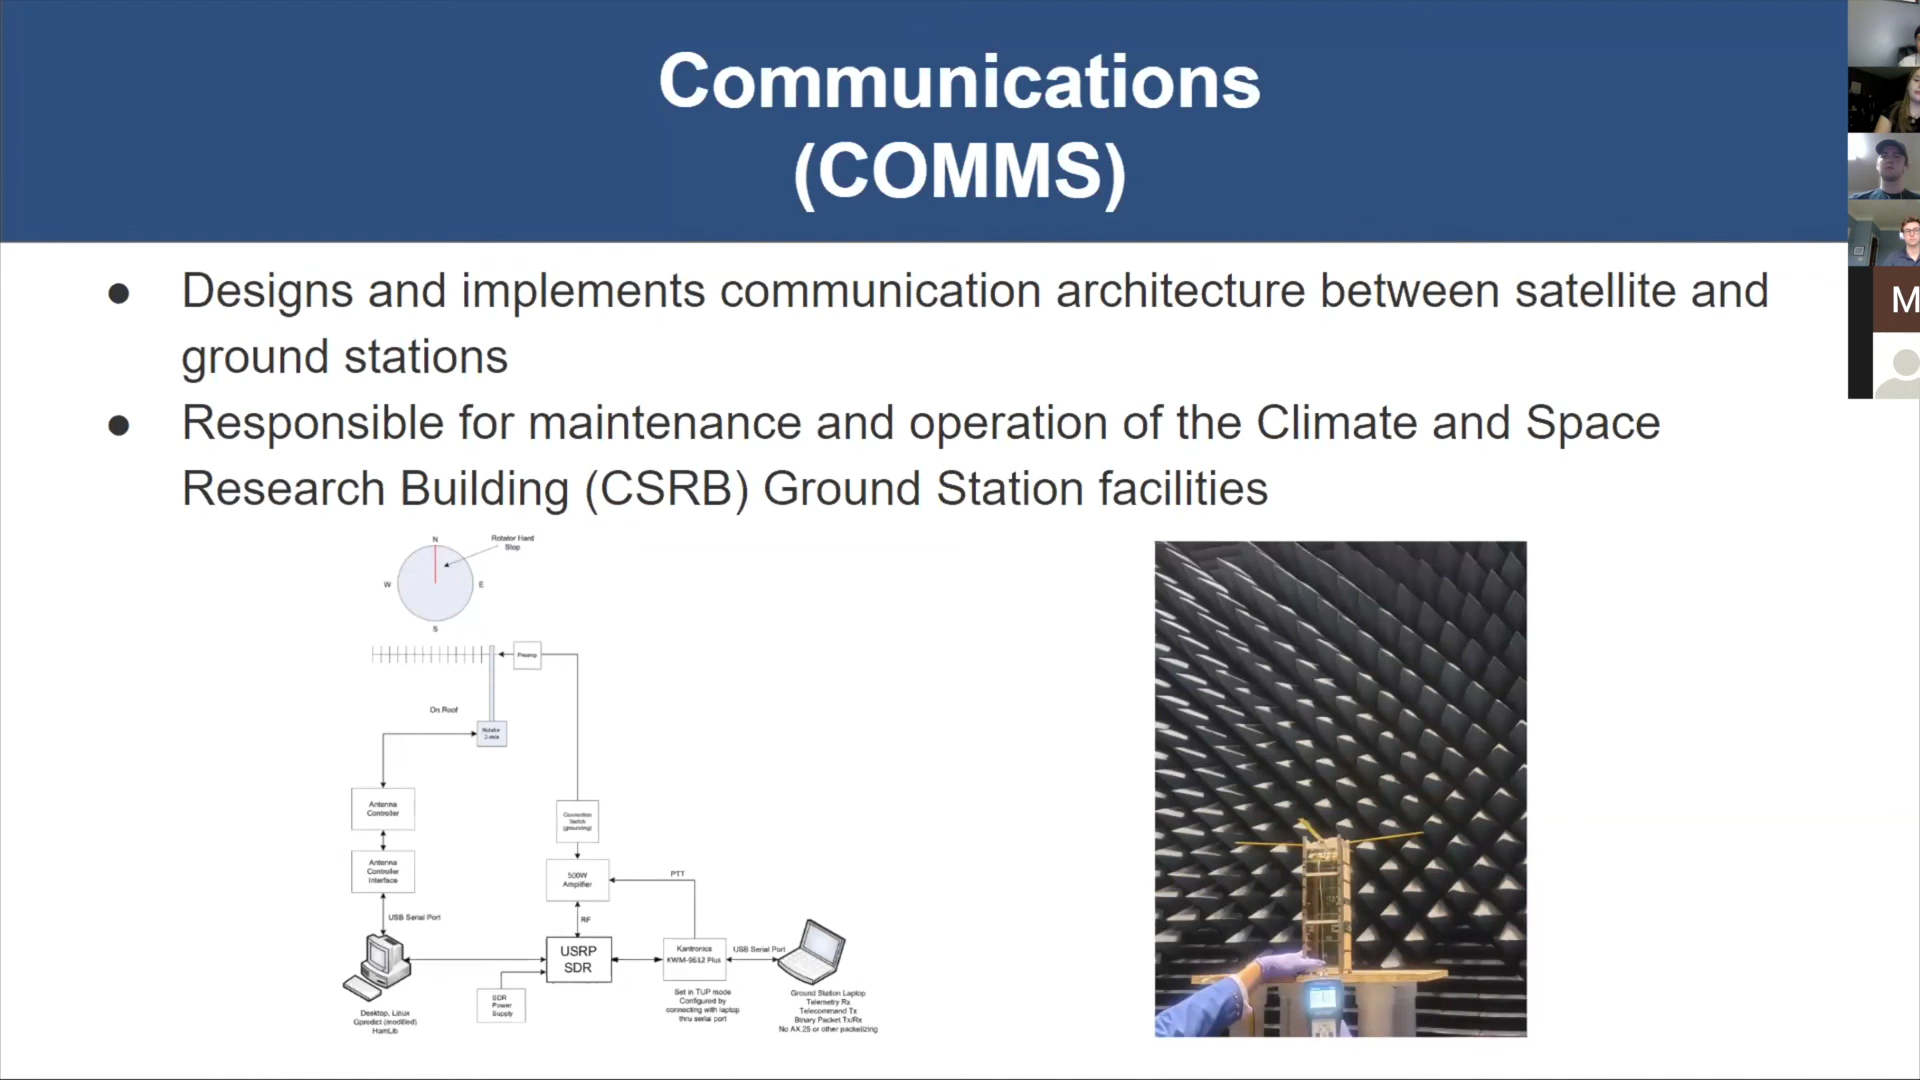 Communications
(COMMS)
● Designs and implements communication architecture between satellite and
ground stations
● Responsible for maintenance and operation of the Climate and Space
Research Building (CSRB) Ground Station facilities
M
N
Rotator Hard
Stop
W
E
S
Preamp
On Roof
Rotator
Antenna
Controller
Connection
Switch
(grounding)
Antenna
Controller
Interface
500W
Amplifier
PTT
USB Serial Port
RF
USRP
SDR
Kantronics
KWM-9612 Plus
USB Serial Port
SDR
Power
Supply
Set in TUP mode
Configured by
connecting with laptop
thru serial port
Desktop, Linux
Gpredict (modified)
HamLib
Ground Station Laptop
Telemetry Rx
Telecommand Tx
Binary Packet Tx/Rx
No AX.25 or other packetizing